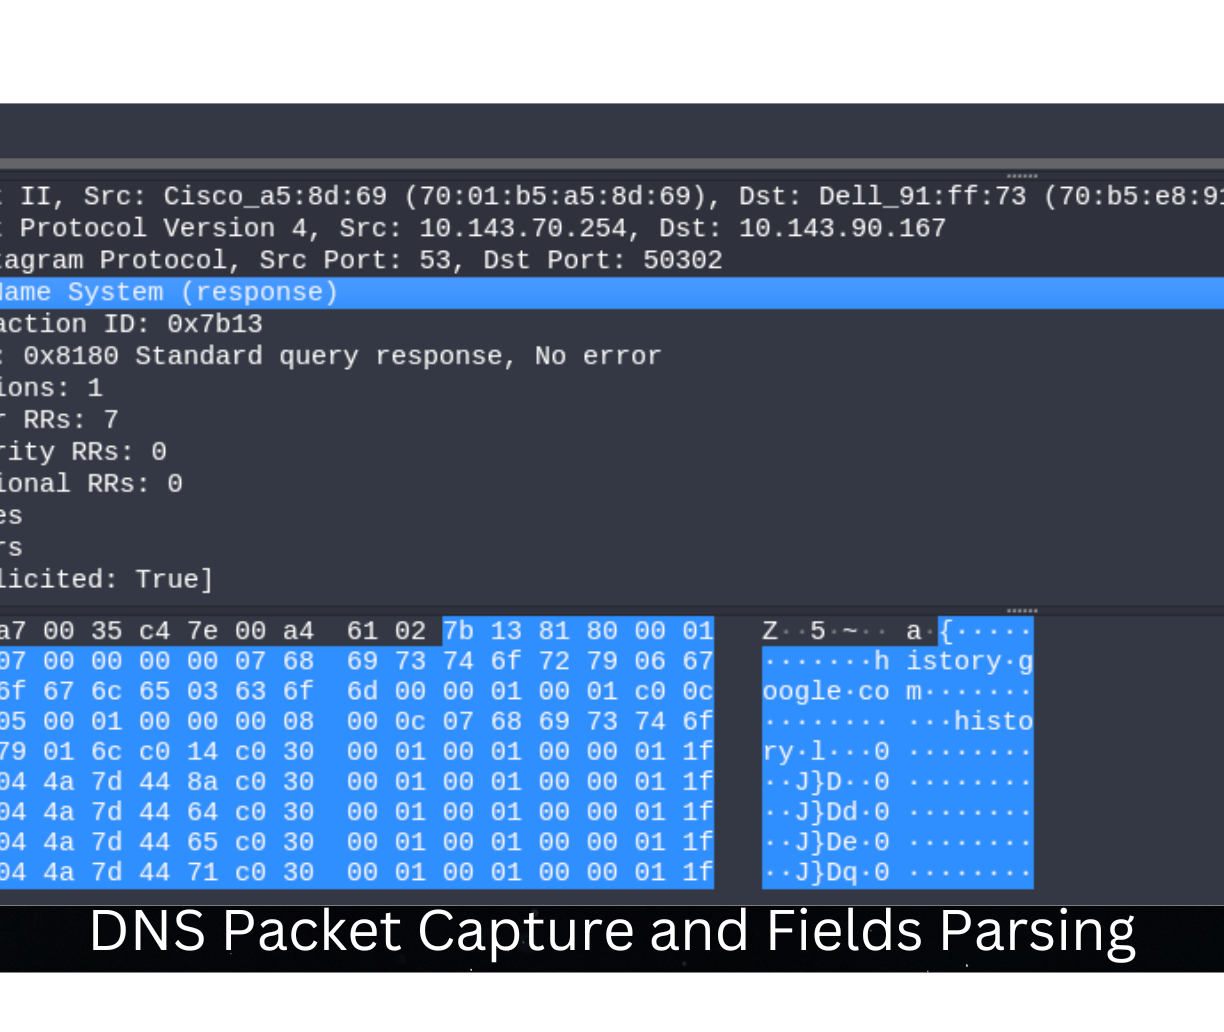 t II, Src: Cisco_a5:8d:69 (70:01:b5:a5:8d:69), Dst: Dell_91:ff:73 (70:b5:e8:91
t Protocol Version 4, Src: 10.143.70.254, Dst: 10.143.90.167
tagram Protocol, Src Port: 53, Dst Port: 50302
Name System (response)
action ID: 0x7b13
: 0x8180 Standard query response, No error
ions: 1
r RRs: 7
rity RRs: 0
ional RRs: 0
es
rs
licited: True]
a7 00 35 c4 7e 00 a4 61 02 7b 13 81 80 00 01 Z··5·~·· a·{·····
07 00 00 00 00 07 68 69 73 74 6f 72 79 06 67 ·······h istory·g
6f 67 6c 65 03 63 6f 6d 00 00 01 00 01 c0 0c oogle·co m·······
05 00 01 00 00 00 08 00 0c 07 68 69 73 74 6f ········ ···histo
79 01 6c c0 14 c0 30 00 01 00 01 00 00 01 1f ry·l···0 ········
04 4a 7d 44 8a c0 30 00 01 00 01 00 00 01 1f ··J}D··0 ········
04 4a 7d 44 64 c0 30 00 01 00 01 00 00 01 1f ··J}Dd·0 ········
04 4a 7d 44 65 c0 30 00 01 00 01 00 00 01 1f ··J}De·0 ········
04 4a 7d 44 71 c0 30 00 01 00 01 00 00 01 1f ··J}Dq·0 ········
DNS Packet Capture and Fields Parsing